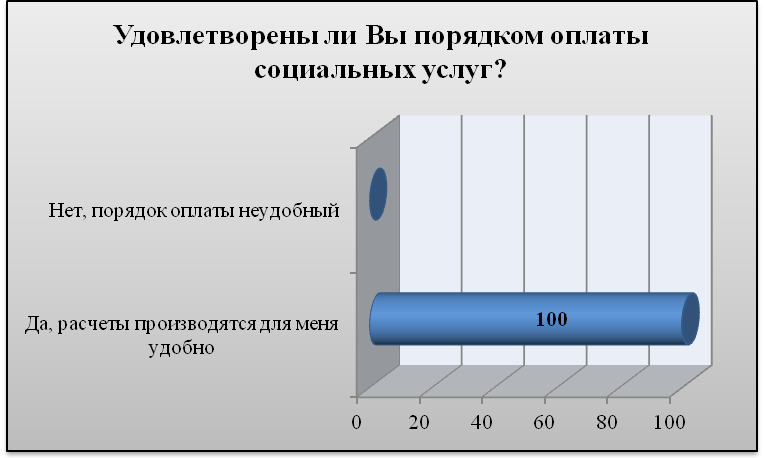 Удовлетворены ли Вы порядком оплаты
социальных услуг?
Нет, порядок оплаты неудобный
Да, расчеты производятся для меня
удобно
100
0 20 40 60 80 100